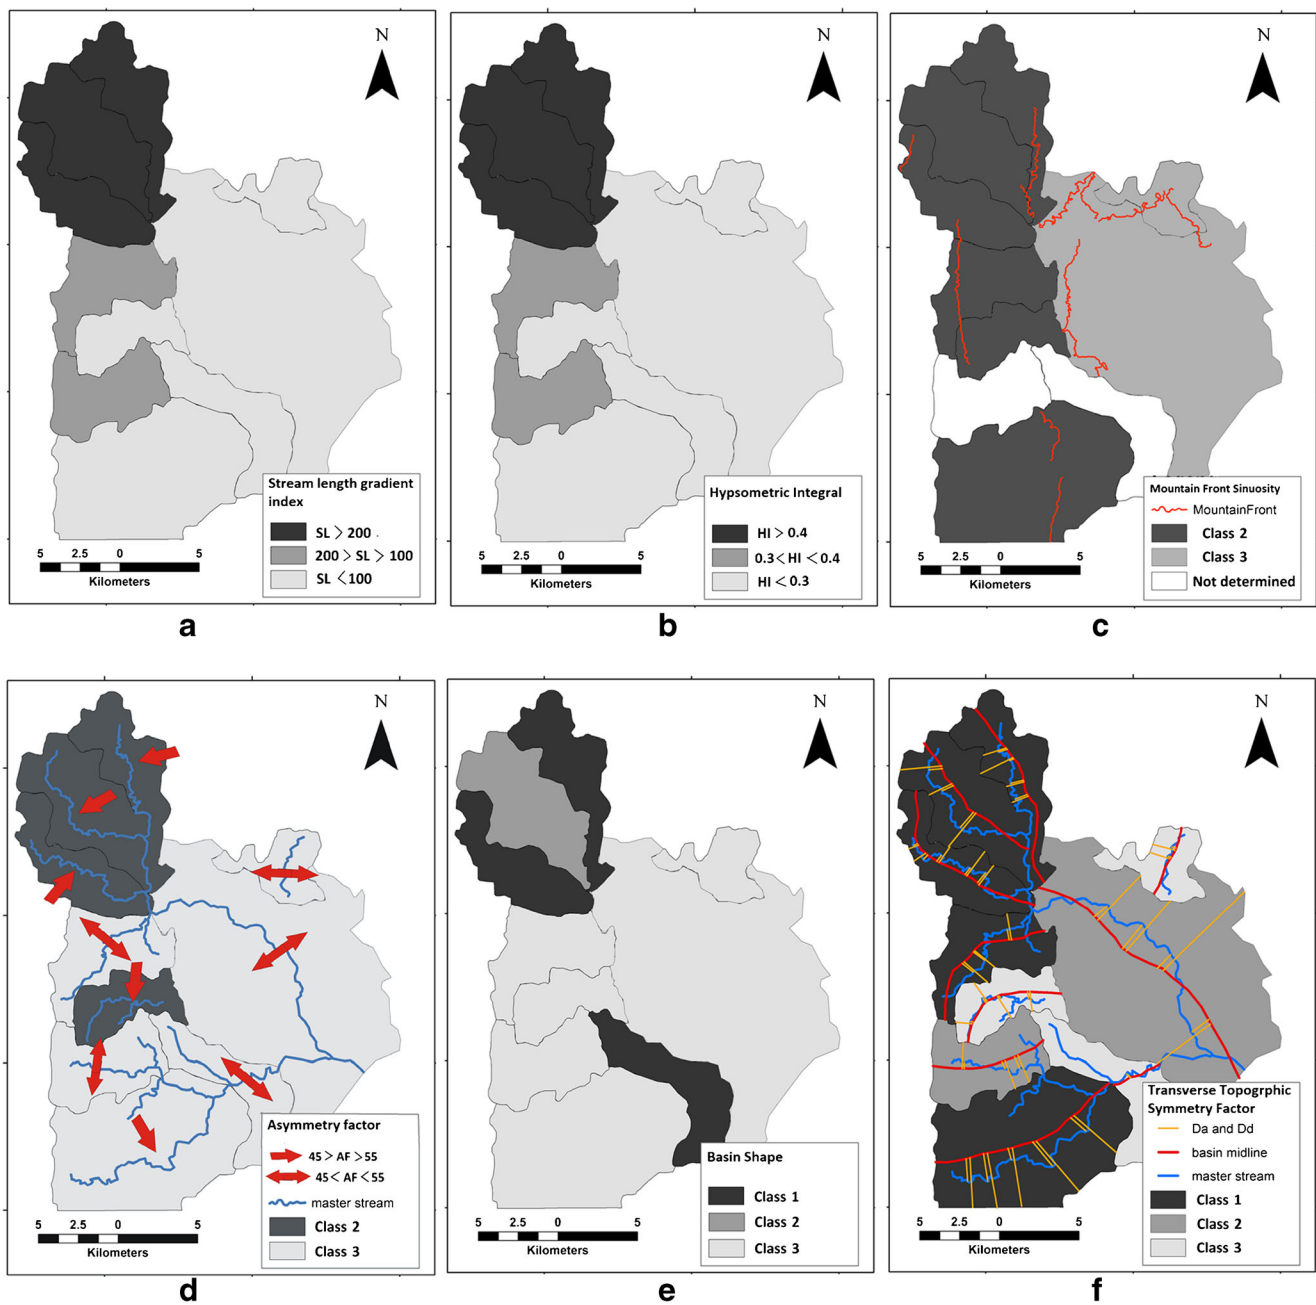 N
Stream length gradient
index
SL > 200 .
200 > SL > 100
SL < 100
5 2.5 0 5
Kilometers
a
N
Hypsometric Integral
HI > 0.4
0.3< HI < 0.4
HI < 0.3
5 2.5 0 5
Kilometers
b
N
Mountain Front Sinuosity
MountainFront
Class 2
Class 3
Not determined
5 2.5 0 5
Kilometers
c
N
Asymmetry factor
45 > AF > 55
45 < AF < 55
master stream
Class 2
Class 3
5 2.5 0 5
Kilometers
d
N
Basin Shape
Class 1
Class 2
Class 3
5 2.5 0 5
Kilometers
e
N
Transverse Topogrphic
Symmetry Factor
Da and Dd
basin midline
master stream
Class 1
Class 2
Class 3
5 2.5 0 5
Kilometers
f